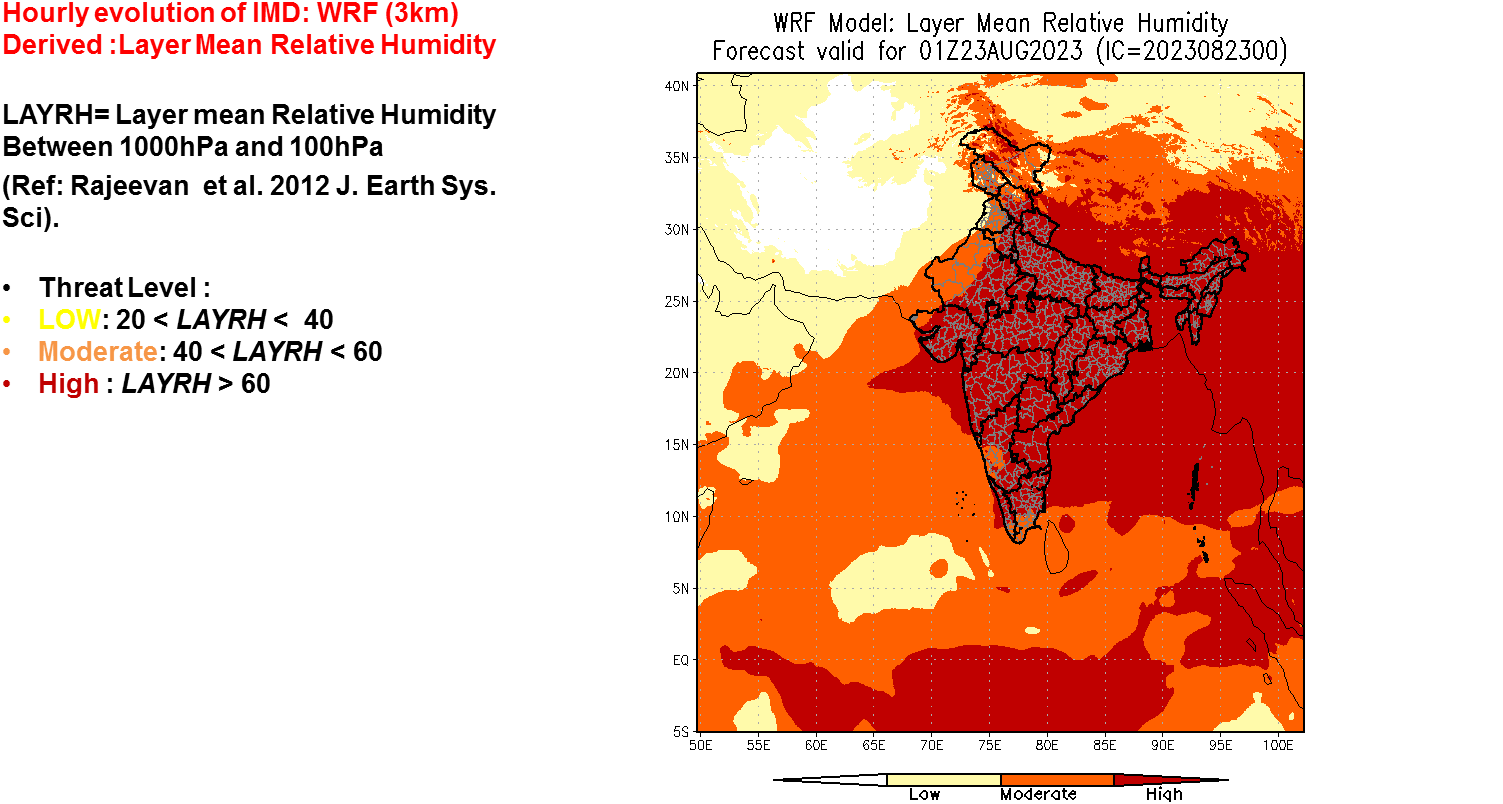 Hourly evolution of IMD: WRF (3km)
Derived :Layer Mean Relative Humidity
LAYRH= Layer mean Relative Humidity
Between 1000hPa and 100hPa
(Ref: Rajeevan et al. 2012 J. Earth Sys.
Sci).
• Threat Level :
• LOW: 20 < LAYRH < 40
• Moderate: 40 < LAYRH < 60
• High : LAYRH > 60
WRF Model: Layer Mean Relative Humidity
Forecast valid for 01Z23AUG2023 (IC=2023082300)
40N
35N
30N
25N
20N
15N
10N
5N
EQ
5S
50E 55E 60E 65E 70E 75E 80E 85E 90E 95E 100E
Low Moderate High